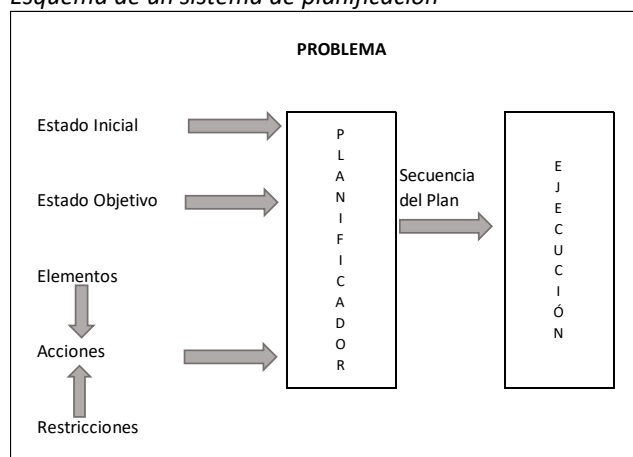 Esquema de un sistema de planificación
PROBLEMA
Estado Inicial
Estado Objetivo
Elementos
Acciones
Restricciones
PLANIFICADOR
Secuencia
del Plan
EJECUCIÓN